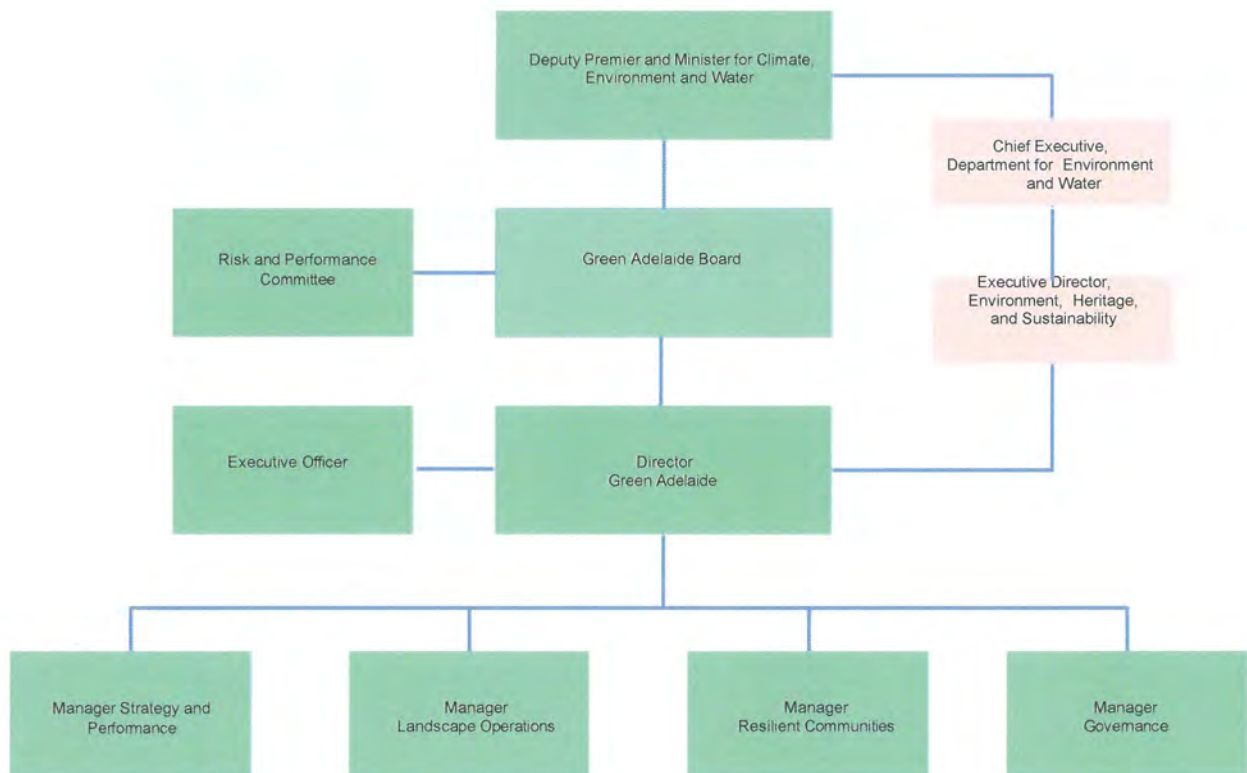 Deputy Premier and Minister for Climate,
Environment and Water
Chief Executive,
Department for Environment
and Water
Risk and Performance
Committee
Green Adelaide Board
Executive Director,
Environment, Heritage,
and Sustainability
Executive Officer
Director
Green Adelaide
Manager Strategy and
Performance
Manager
Landscape Operations
Manager
Resilient Communities
Manager
Governance